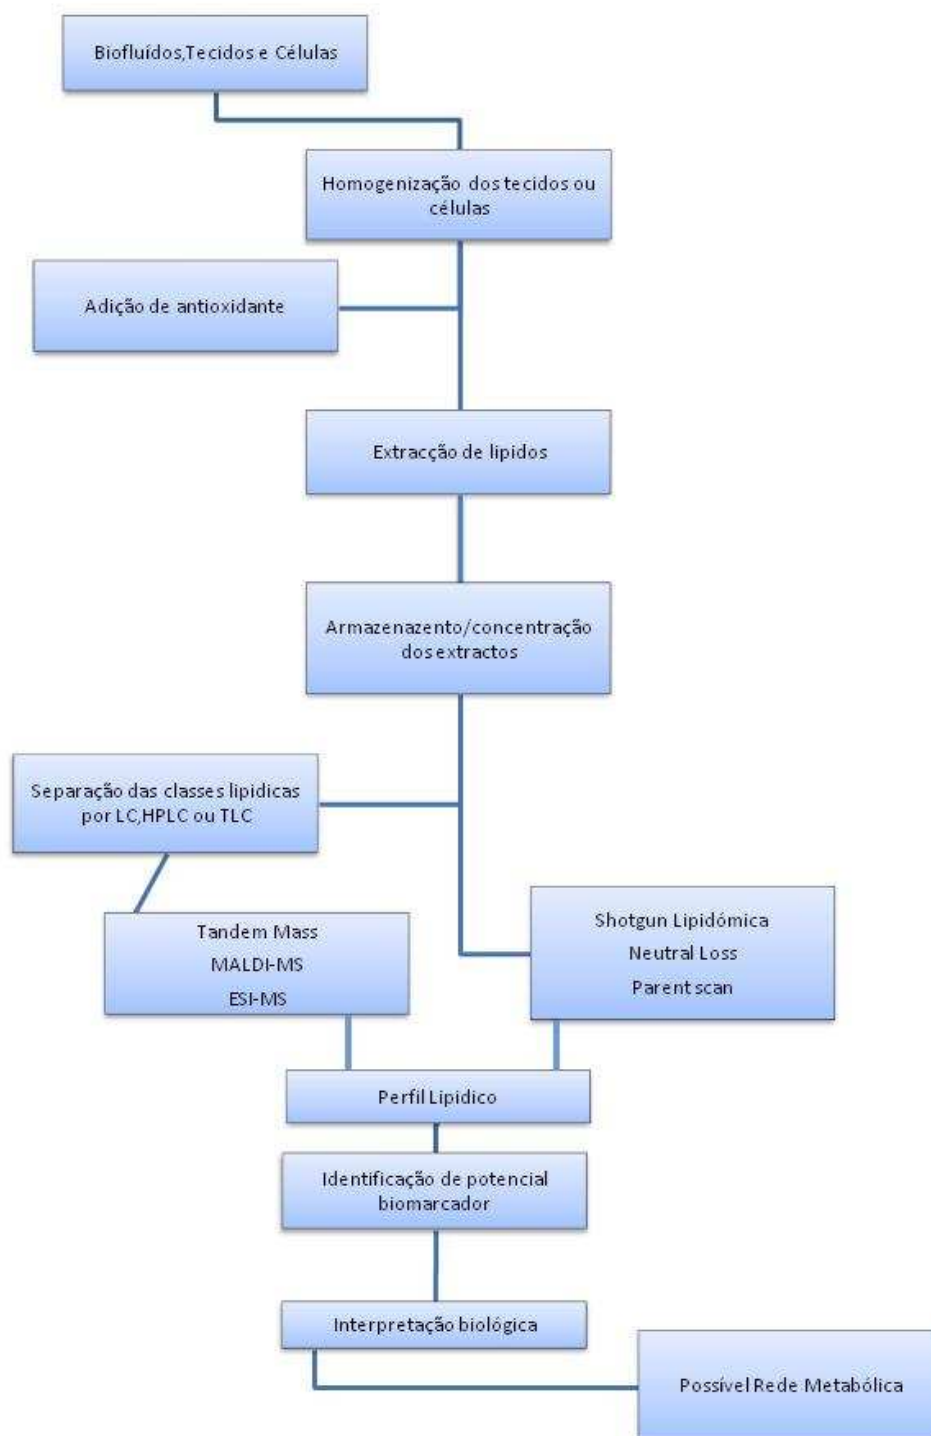 Biofluídos,Tecidos e Células
Homogenização dos tecidos ou
células
Adição de antioxidante
Extracção de lipidos
Armazenazento/concentração
dos extractos
Separação das classes lipidicas
por LC,HPLC ou TLC
Tandem Mass
MALDI-MS
ESI-MS
Shotgun Lipidómica
Neutral Loss
Parent scan
Perfil Lipidico
Identificação de potencial
biomarcador
Interpretação biológica
Possível Rede Metabólica